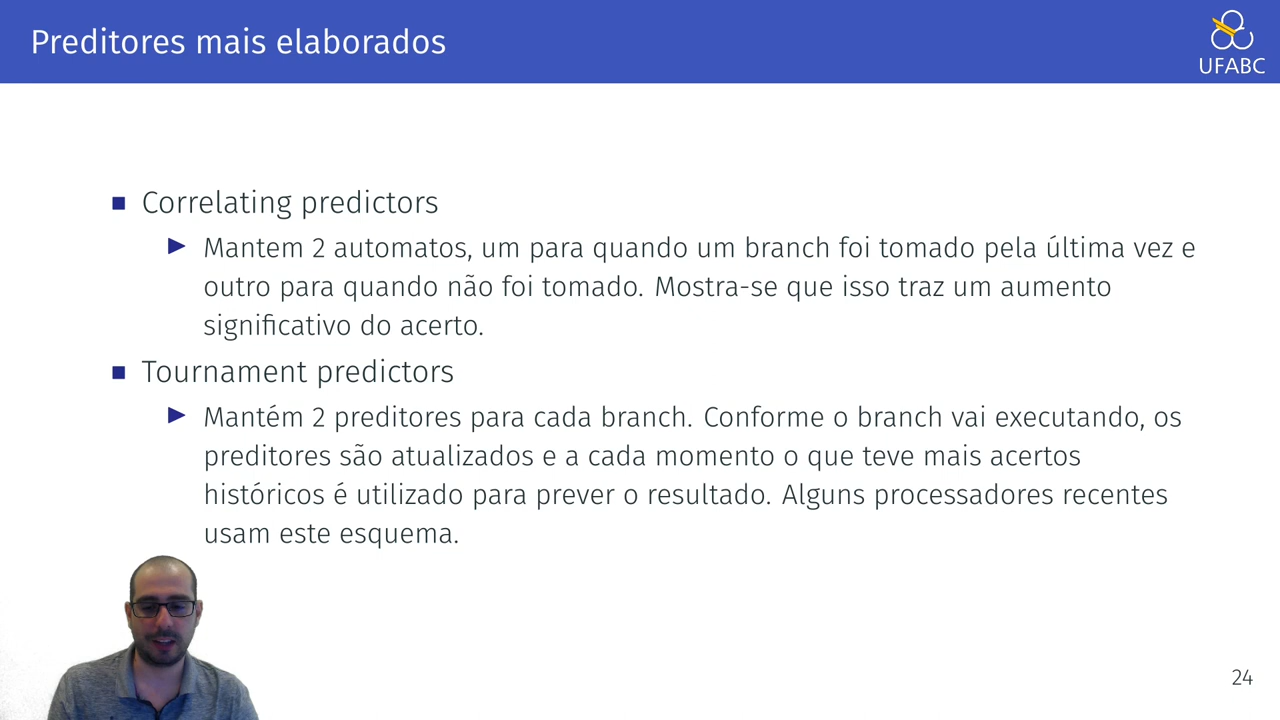 Preditores mais elaborados
UFABC
Correlating predictors
Mantem 2 automatos, um para quando um branch foi tomado pela última vez e
outro para quando não foi tomado. Mostra-se que isso traz um aumento
significativo do acerto.
Tournament predictors
Mantém 2 preditores para cada branch. Conforme o branch vai executando, os
preditores são atualizados e a cada momento o que teve mais acertos
históricos é utilizado para prever o resultado. Alguns processadores recentes
usam este esquema.
24